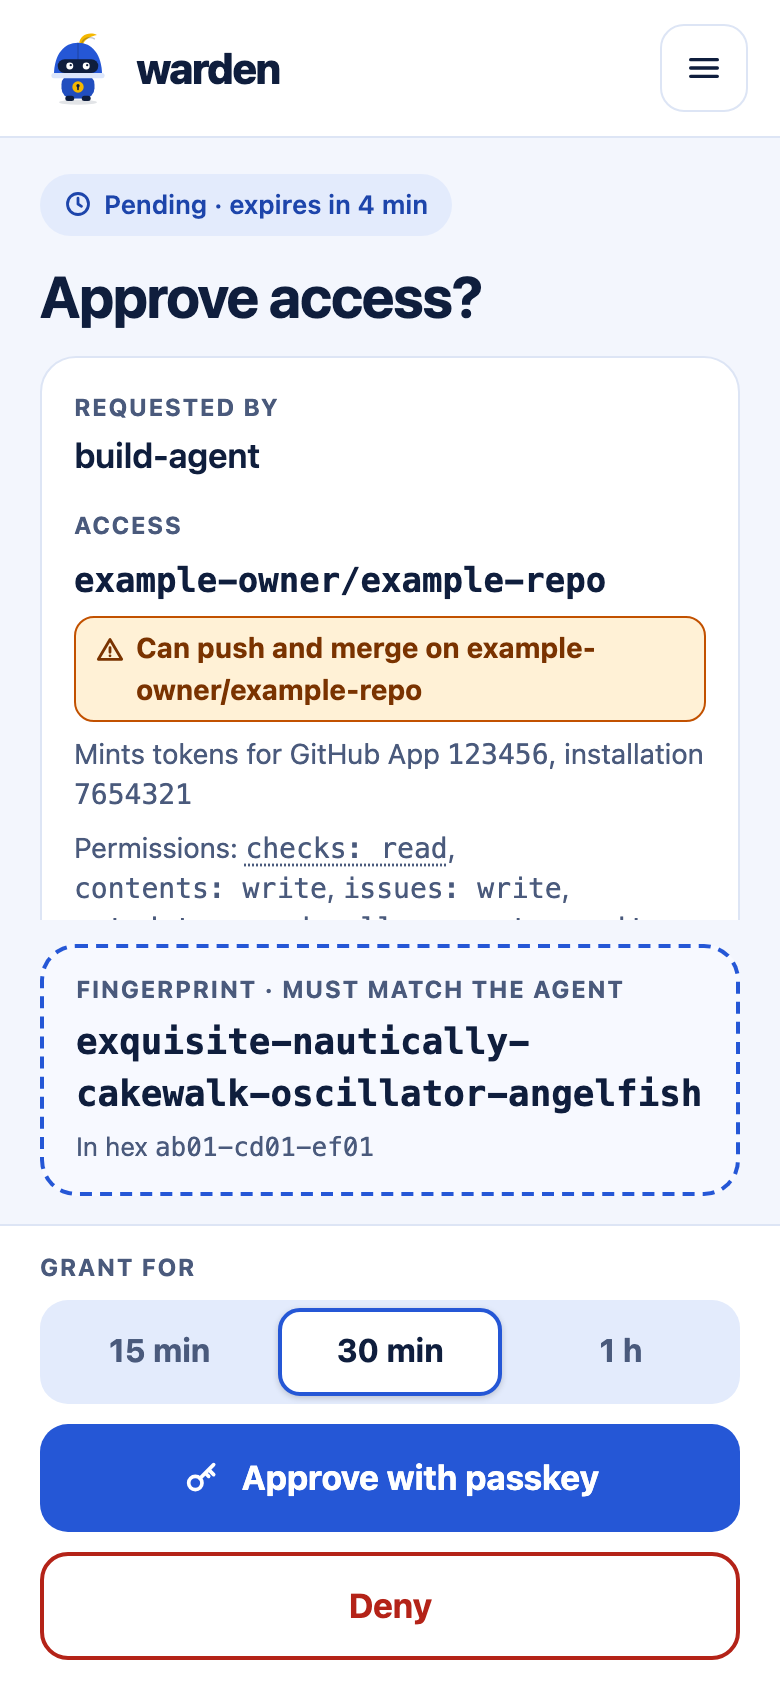 warden
Pending · expires in 4 min
Approve access?
REQUESTED BY
build-agent
ACCESS
example-owner/example-repo
Can push and merge on example-
owner/example-repo
Mints tokens for GitHub App 123456, installation
7654321
Permissions: checks: read,
contents: write, issues: write,
FINGERPRINT · MUST MATCH THE AGENT
exquisite-nautically-
cakewalk-oscillator-angelfish
In hex ab01-cd01-ef01
GRANT FOR
15 min
30 min
1 h
Approve with passkey
Deny